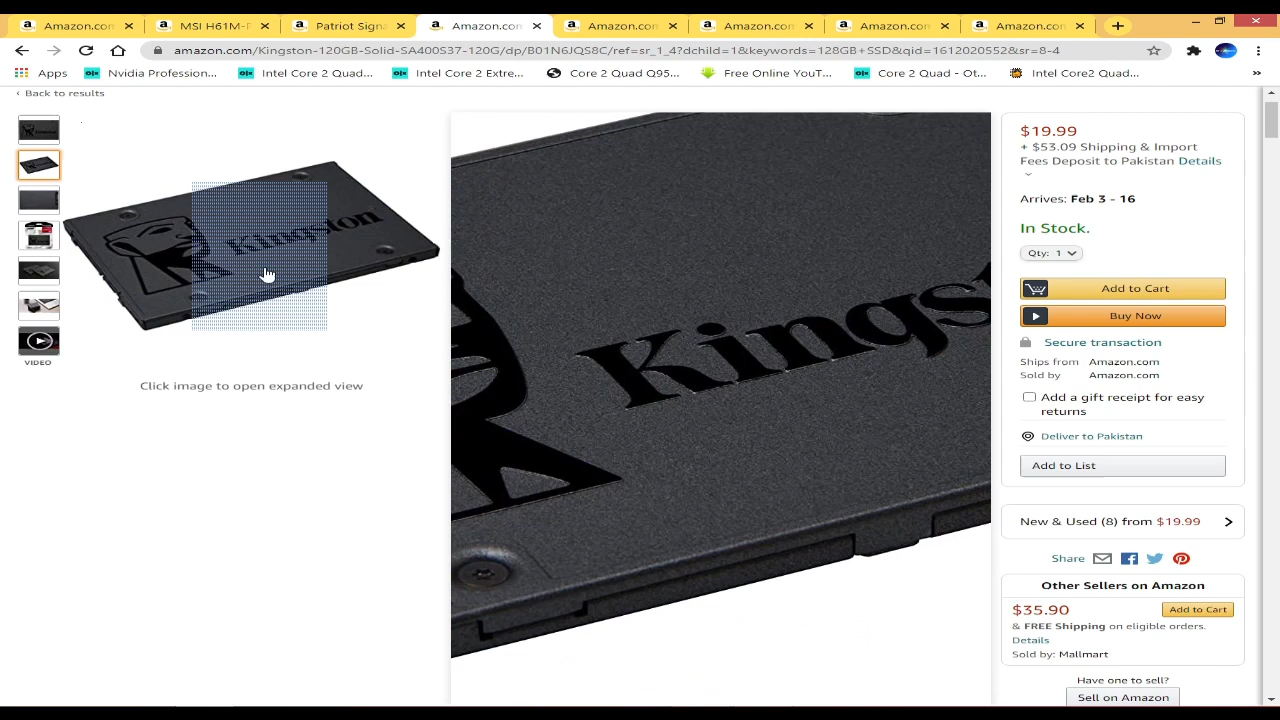 Amazon.com
MSI H61M-P
Patriot Signa
Amazon.com
Amazon.com
Amazon.com
Amazon.com
Amazon.com
amazon.com/Kingston-120GB-Solid-SA400S37-120G/dp/B01N6JQS8C/ref=sr_1_4?dchild=1&keywords=128GB+SSD&qid=1612020552&sr=8-4
Apps
Nvidia Profession...
Intel Core 2 Quad...
Intel Core 2 Extre...
Core 2 Quad Q95...
Free Online YouT...
Core 2 Quad - Ot...
Intel Core2 Quad...
‹ Back to results
Kingston
VIDEO
Click image to open expanded view
Kingst
$19.99
+ $53.09 Shipping & Import
Fees Deposit to Pakistan Details
Arrives: Feb 3 - 16
In Stock.
Qty: 1
Add to Cart
Buy Now
Secure transaction
Ships from Amazon.com
Sold by Amazon.com
Add a gift receipt for easy
returns
Deliver to Pakistan
Add to List
New & Used (8) from $19.99
Share
Other Sellers on Amazon
$35.90
Add to Cart
& FREE Shipping on eligible orders.
Details
Sold by: Mallmart
Have one to sell?
Sell on Amazon